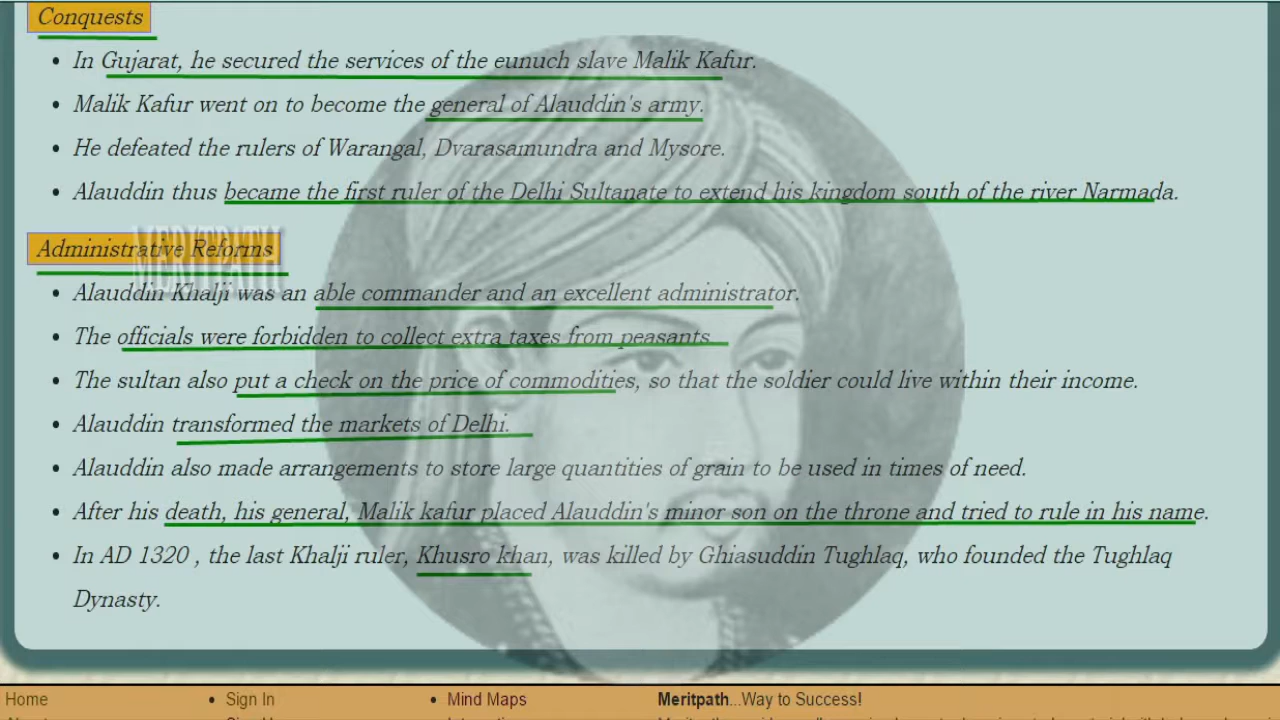 Conquests
• In Gujarat, he secured the services of the eunuch slave Malik Kafur.
• Malik Kafur went on to become the general of Alauddin's army.
• He defeated the rulers of Warangal, Dvarasamundra and Mysore.
• Alauddin thus became the first ruler of the Delhi Sultanate to extend his kingdom south of the river Narmada.
Administrative Reforms
MERITPATH
• Alauddin Khalji was an able commander and an excellent administrator.
• The officials were forbidden to collect extra taxes from peasants
• The sultan also put a check on the price of commodities, so that the soldier could live within their income.
• Alauddin transformed the markets of Delhi.
• Alauddin also made arrangements to store large quantities of grain to be used in times of need.
• After his death, his general, Malik kafur placed Alauddin's minor son on the throne and tried to rule in his name.
• In AD 1320 , the last Khalji ruler, Khusro khan, was killed by Ghiasuddin Tughlaq, who founded the Tughlaq
Dynasty.
Home • Sign In • Mind Maps Meritpath...Way to Success!